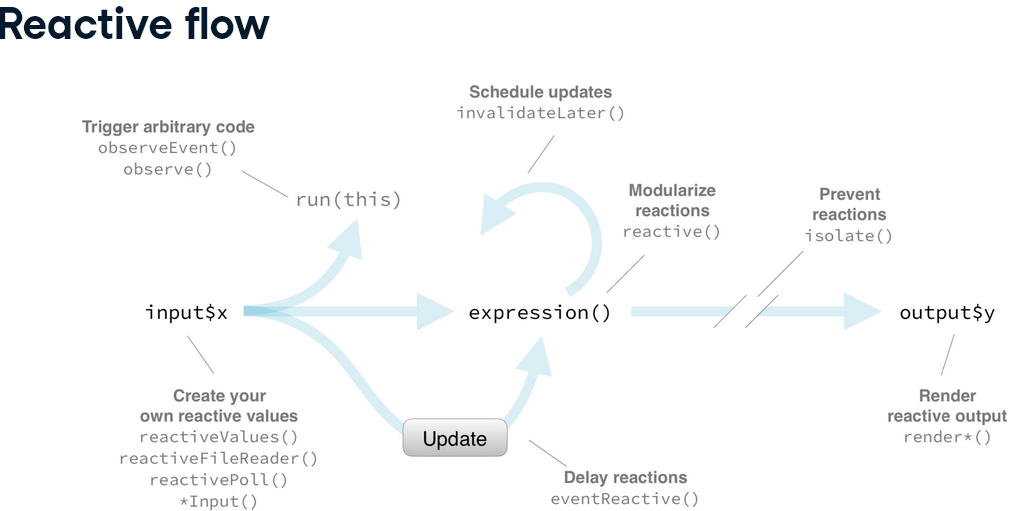 Reactive flow
Schedule updates
invalidateLater()
Trigger arbitrary code
observeEvent()
observe()
run(this)
Modularize
reactions
reactive()
Prevent
reactions
isolate()
input$x
expression()
output$y
Create your
own reactive values
reactiveValues()
reactiveFileReader()
reactivePoll()
*Input()
Update
Delay reactions
eventReactive()
Render
reactive output
render*()